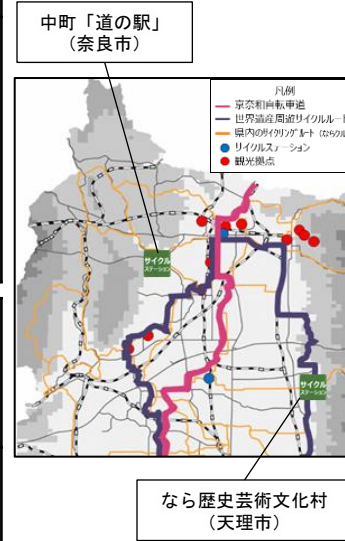 中町「道の駅」
（奈良市）
凡例
京奈和自転車道
世界遺産周遊サイクルルート
県内のサイクリングルート（ならクル
サイクルステーション
観光拠点
サイクル
ステーション
サイクル
ステーション
なら歴史芸術文化村
（天理市）